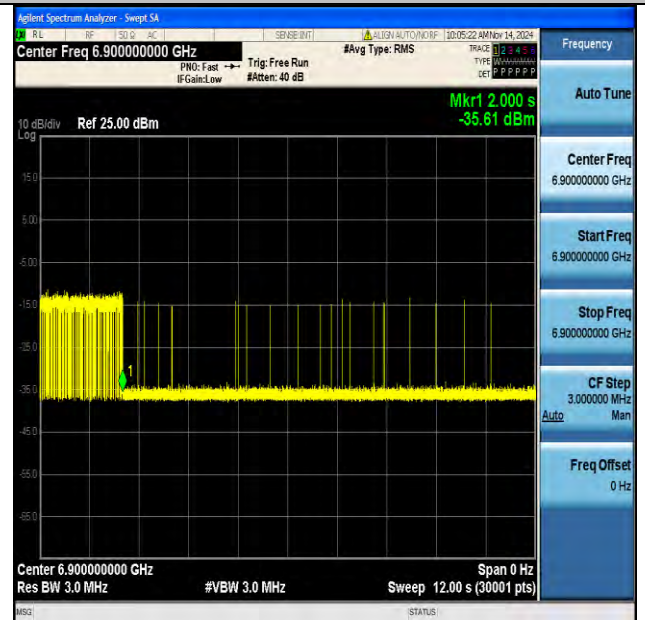 Agilent Spectrum Analyzer - Swept SA
RL RF 50 Ω AC SENSE:INT ALIGN AUTO/NORF 10:05:22 AM Nov 14, 2024
Center Freq 6.900000000 GHz #Avg Type: RMS TRACE 1 2 3 4 5 6
PNO: Fast Trig: Free Run TYPE
IFGain:Low #Atten: 40 dB DET P P P P P P
Mkr1 2.000 s
-35.61 dBm
10 dB/div Ref 25.00 dBm
Log
15.0
5.00
-5.00
-15.0
-25.0
-35.0
-45.0
-55.0
-65.0
1
Center 6.900000000 GHz Span 0 Hz
Res BW 3.0 MHz #VBW 3.0 MHz Sweep 12.00 s (30001 pts)
MSG STATUS
Frequency
Auto Tune
Center Freq
6.900000000 GHz
Start Freq
6.900000000 GHz
Stop Freq
6.900000000 GHz
CF Step
3.000000 MHz
Auto Man
Freq Offset
0 Hz